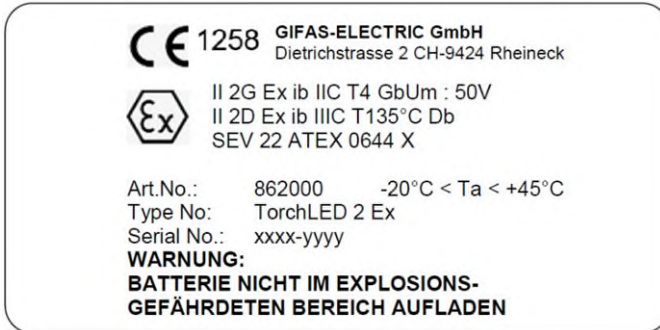 CE 1258 GIFAS-ELECTRIC GmbH
Dietrichstrasse 2 CH-9424 Rheineck
Ex II 2G Ex ib IIC T4 GbUm : 50V
II 2D Ex ib IIIC T135°C Db
SEV 22 ATEX 0644 X
Art.No.: 862000 -20°C < Ta < +45°C
Type No: TorchLED 2 Ex
Serial No.: xxxx-yyyy
WARNUNG:
BATTERIE NICHT IM EXPLOSIONS-
GEFÄHRDETEN BEREICH AUFLADEN